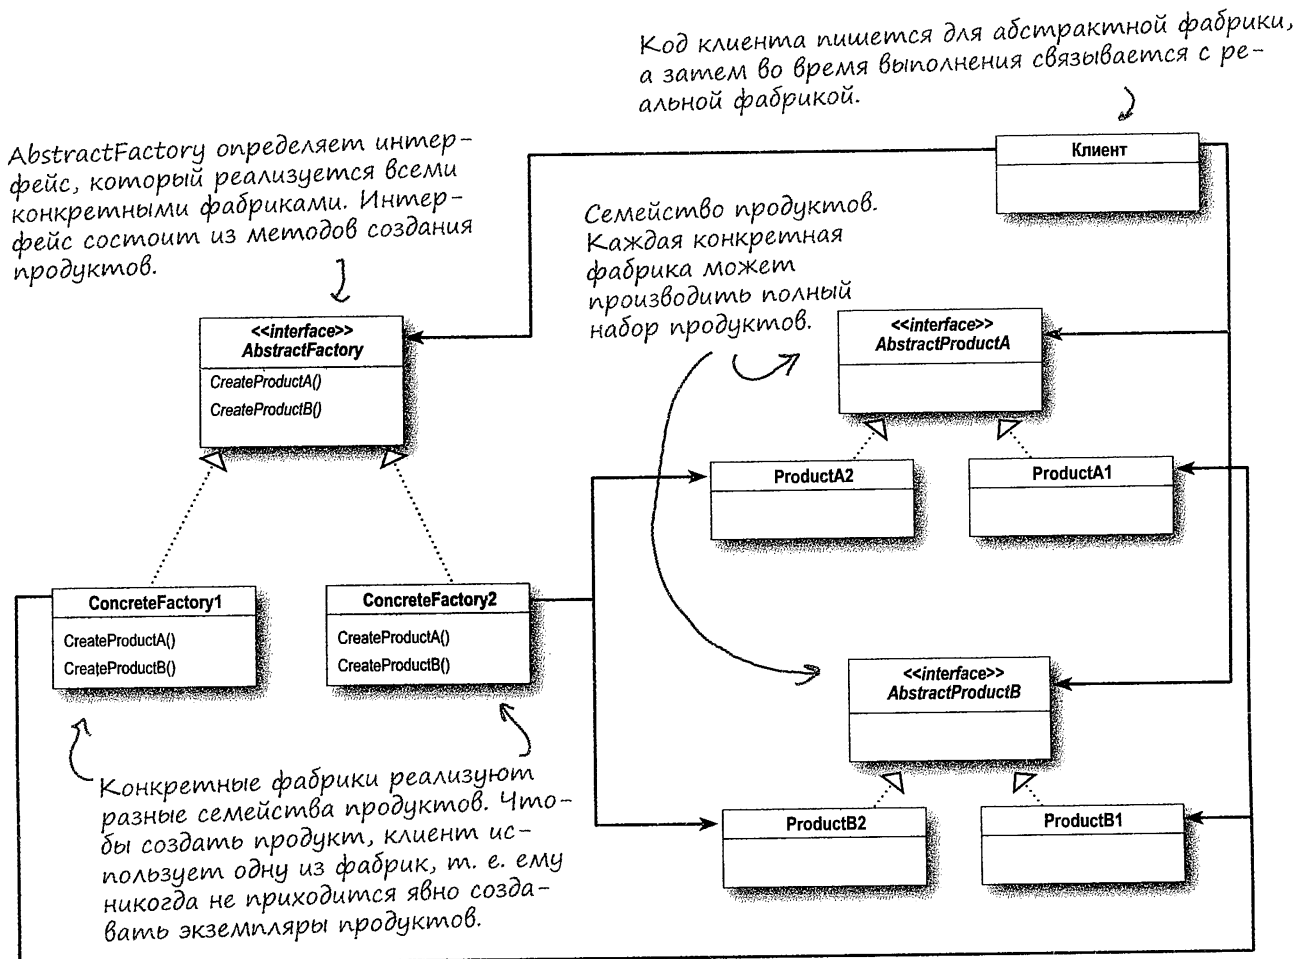 Код клиента пишется для абстрактной фабрики,
а затем во время выполнения связывается с ре-
альной фабрикой.
AbstractFactory определяет интер-
фейс, который реализуется всеми
конкретными фабриками. Интер-
фейс состоит из методов создания
продуктов.
Клиент
Семейство продуктов.
Каждая конкретная
фабрика может
производить полный
набор продуктов.
<<interface>>
AbstractFactory
CreateProductA()
CreateProductB()
<<interface>>
AbstractProductA
ProductA2
ProductA1
ConcreteFactory1
CreateProductA()
CreateProductB()
ConcreteFactory2
CreateProductA()
CreateProductB()
<<interface>>
AbstractProductB
ProductB2
ProductB1
Конкретные фабрики реализуют
разные семейства продуктов. Что-
бы создать продукт, клиент ис-
пользует одну из фабрик, т. е. ему
никогда не приходится явно созда-
вать экземпляры продуктов.